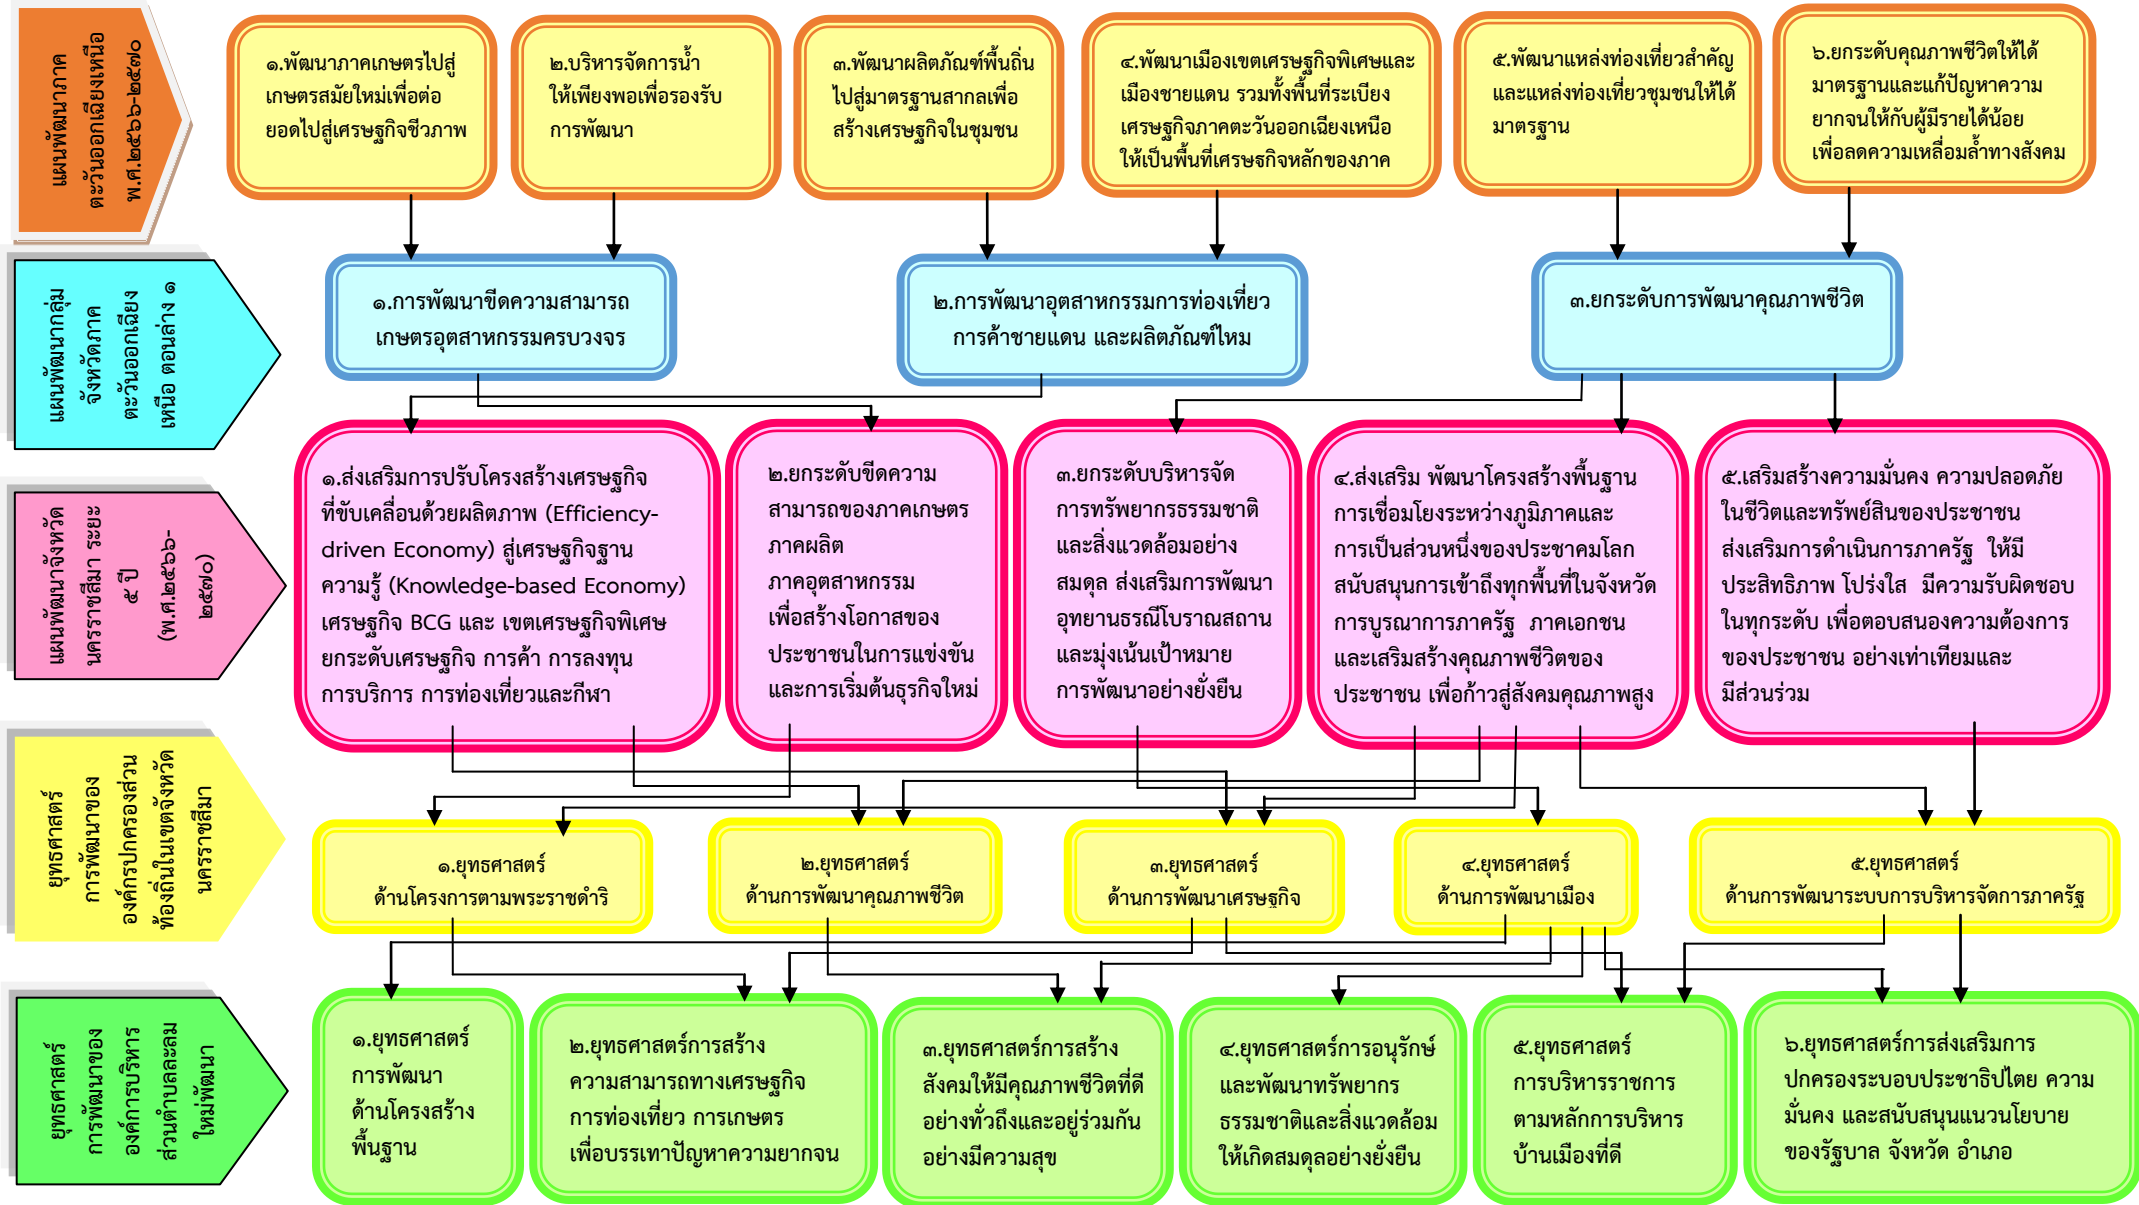 แผนพัฒนาภาค
ตะวันออกเฉียงเหนือ
พ.ศ.๒๕๖๖-๒๕๗๐
๑.พัฒนาภาคเกษตรไปสู่
เกษตรสมัยใหม่เพื่อต่อ
ยอดไปสู่เศรษฐกิจชีวภาพ
๒.บริหารจัดการน้ำ
ให้เพียงพอเพื่อรองรับ
การพัฒนา
๓.พัฒนาผลิตภัณฑ์พื้นถิ่น
ไปสู่มาตรฐานสากลเพื่อ
สร้างเศรษฐกิจในชุมชน
๔.พัฒนาเมืองเขตเศรษฐกิจพิเศษและ
เมืองชายแดน รวมทั้งพื้นที่ระเบียง
เศรษฐกิจภาคตะวันออกเฉียงเหนือ
ให้เป็นพื้นที่เศรษฐกิจหลักของภาค
๕.พัฒนาแหล่งท่องเที่ยวสำคัญ
และแหล่งท่องเที่ยวชุมชนให้ได้
มาตรฐาน
๖.ยกระดับคุณภาพชีวิตให้ได้
มาตรฐานและแก้ปัญหาความ
ยากจนให้กับผู้มีรายได้น้อย
เพื่อลดความเหลื่อมล้ำทางสังคม
แผนพัฒนากลุ่ม
จังหวัดภาค
ตะวันออกเฉียง
เหนือ ตอนล่าง ๑
๑.การพัฒนาขีดความสามารถ
เกษตรอุตสาหกรรมครบวงจร
๒.การพัฒนาอุตสาหกรรมการท่องเที่ยว
การค้าชายแดน และผลิตภัณฑ์ไหม
๓.ยกระดับการพัฒนาคุณภาพชีวิต
แผนพัฒนาจังหวัด
นครราชสีมา ระยะ
๕ ปี
(พ.ศ.๒๕๖๖-
๒๕๗๐)
๑.ส่งเสริมการปรับโครงสร้างเศรษฐกิจ
ที่ขับเคลื่อนด้วยผลิตภาพ (Efficiency-
driven Economy) สู่เศรษฐกิจฐาน
ความรู้ (Knowledge-based Economy)
เศรษฐกิจ BCG และ เขตเศรษฐกิจพิเศษ
ยกระดับเศรษฐกิจ การค้า การลงทุน
การบริการ การท่องเที่ยวและกีฬา
๒.ยกระดับขีดความ
สามารถของภาคเกษตร
ภาคผลิต
ภาคอุตสาหกรรม
เพื่อสร้างโอกาสของ
ประชาชนในการแข่งขัน
และการเริ่มต้นธุรกิจใหม่
๓.ยกระดับบริหารจัด
การทรัพยากรธรรมชาติ
และสิ่งแวดล้อมอย่าง
สมดุล ส่งเสริมการพัฒนา
อุทยานธรณีโบราณสถาน
และมุ่งเน้นเป้าหมาย
การพัฒนาอย่างยั่งยืน
๔.ส่งเสริม พัฒนาโครงสร้างพื้นฐาน
การเชื่อมโยงระหว่างภูมิภาคและ
การเป็นส่วนหนึ่งของประชาคมโลก
สนับสนุนการเข้าถึงทุกพื้นที่ในจังหวัด
การบูรณาการภาครัฐ ภาคเอกชน
และเสริมสร้างคุณภาพชีวิตของ
ประชาชน เพื่อก้าวสู่สังคมคุณภาพสูง
๕.เสริมสร้างความมั่นคง ความปลอดภัย
ในชีวิตและทรัพย์สินของประชาชน
ส่งเสริมการดำเนินการภาครัฐ ให้มี
ประสิทธิภาพ โปร่งใส มีความรับผิดชอบ
ในทุกระดับ เพื่อตอบสนองความต้องการ
ของประชาชน อย่างเท่าเทียมและ
มีส่วนร่วม
ยุทธศาสตร์
การพัฒนาของ
องค์กรปกครองส่วน
ท้องถิ่นในเขตจังหวัด
นครราชสีมา
๑.ยุทธศาสตร์
ด้านโครงการตามพระราชดำริ
๒.ยุทธศาสตร์
ด้านการพัฒนาคุณภาพชีวิต
๓.ยุทธศาสตร์
ด้านการพัฒนาเศรษฐกิจ
๔.ยุทธศาสตร์
ด้านการพัฒนาเมือง
๕.ยุทธศาสตร์
ด้านการพัฒนาระบบการบริหารจัดการภาครัฐ
ยุทธศาสตร์
การพัฒนาของ
องค์การบริหาร
ส่วนตำบลละลม
ใหม่พัฒนา
๑.ยุทธศาสตร์
การพัฒนา
ด้านโครงสร้าง
พื้นฐาน
๒.ยุทธศาสตร์การสร้าง
ความสามารถทางเศรษฐกิจ
การท่องเที่ยว การเกษตร
เพื่อบรรเทาปัญหาความยากจน
๓.ยุทธศาสตร์การสร้าง
สังคมให้มีคุณภาพชีวิตที่ดี
อย่างทั่วถึงและอยู่ร่วมกัน
อย่างมีความสุข
๔.ยุทธศาสตร์การอนุรักษ์
และพัฒนาทรัพยากร
ธรรมชาติและสิ่งแวดล้อม
ให้เกิดสมดุลอย่างยั่งยืน
๕.ยุทธศาสตร์
การบริหารราชการ
ตามหลักการบริหาร
บ้านเมืองที่ดี
๖.ยุทธศาสตร์การส่งเสริมการ
ปกครองระบอบประชาธิปไตย ความ
มั่นคง และสนับสนุนแนวนโยบาย
ของรัฐบาล จังหวัด อำเภอ